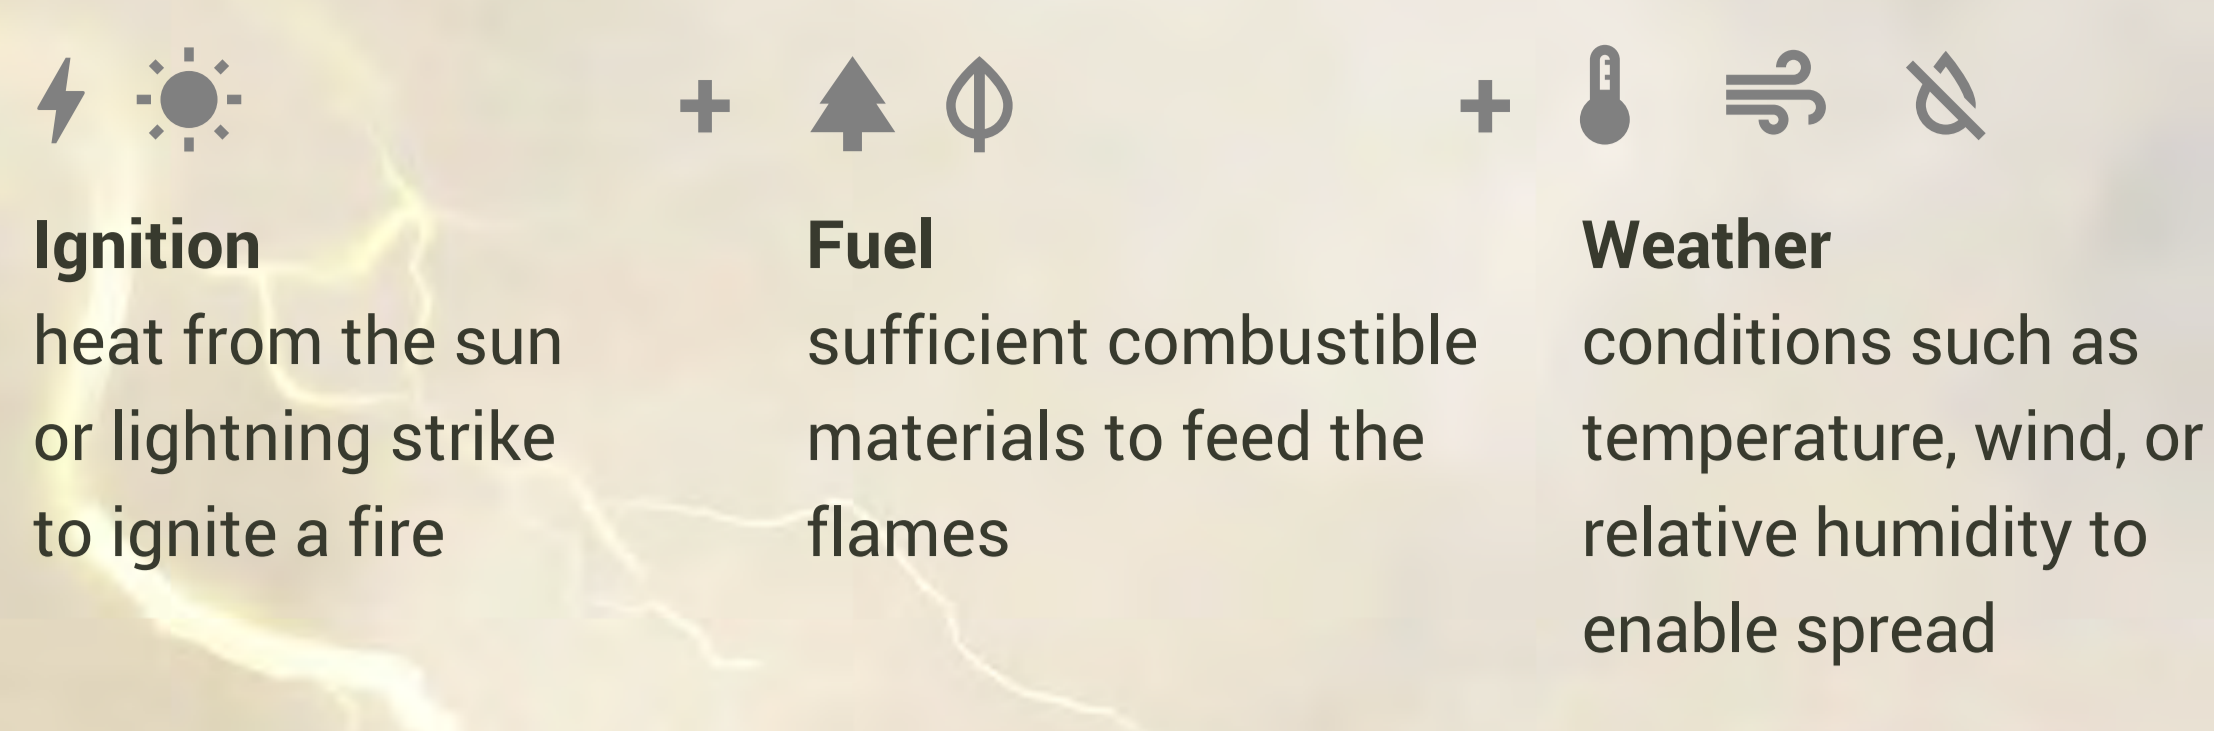 +
+
Ignition
heat from the sun
or lightning strike
to ignite a fire
Fuel
sufficient combustible
materials to feed the
flames
Weather
conditions such as
temperature, wind, or
relative humidity to
enable spread